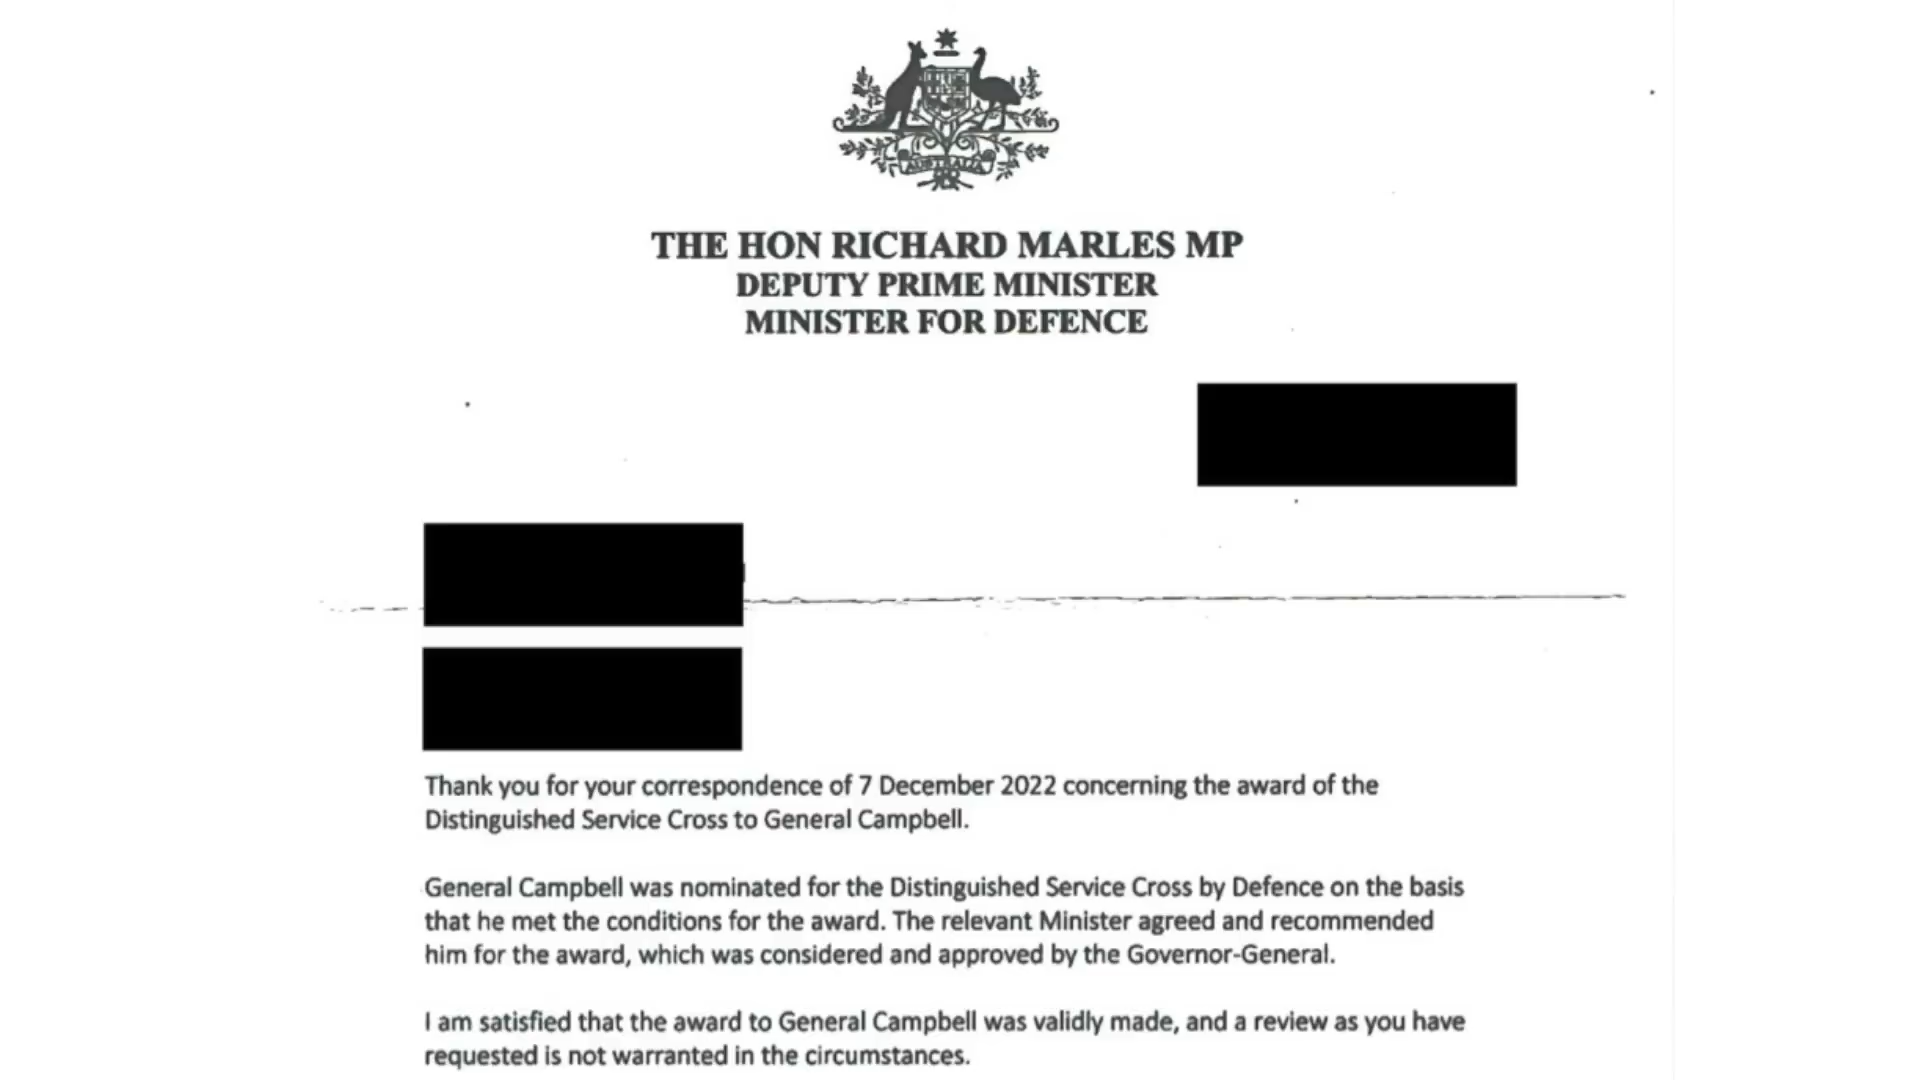 AUSTRALIA
THE HON RICHARD MARLES MP
DEPUTY PRIME MINISTER
MINISTER FOR DEFENCE
Thank you for your correspondence of 7 December 2022 concerning the award of the
Distinguished Service Cross to General Campbell.
General Campbell was nominated for the Distinguished Service Cross by Defence on the basis
that he met the conditions for the award. The relevant Minister agreed and recommended
him for the award, which was considered and approved by the Governor-General.
I am satisfied that the award to General Campbell was validly made, and a review as you have
requested is not warranted in the circumstances.